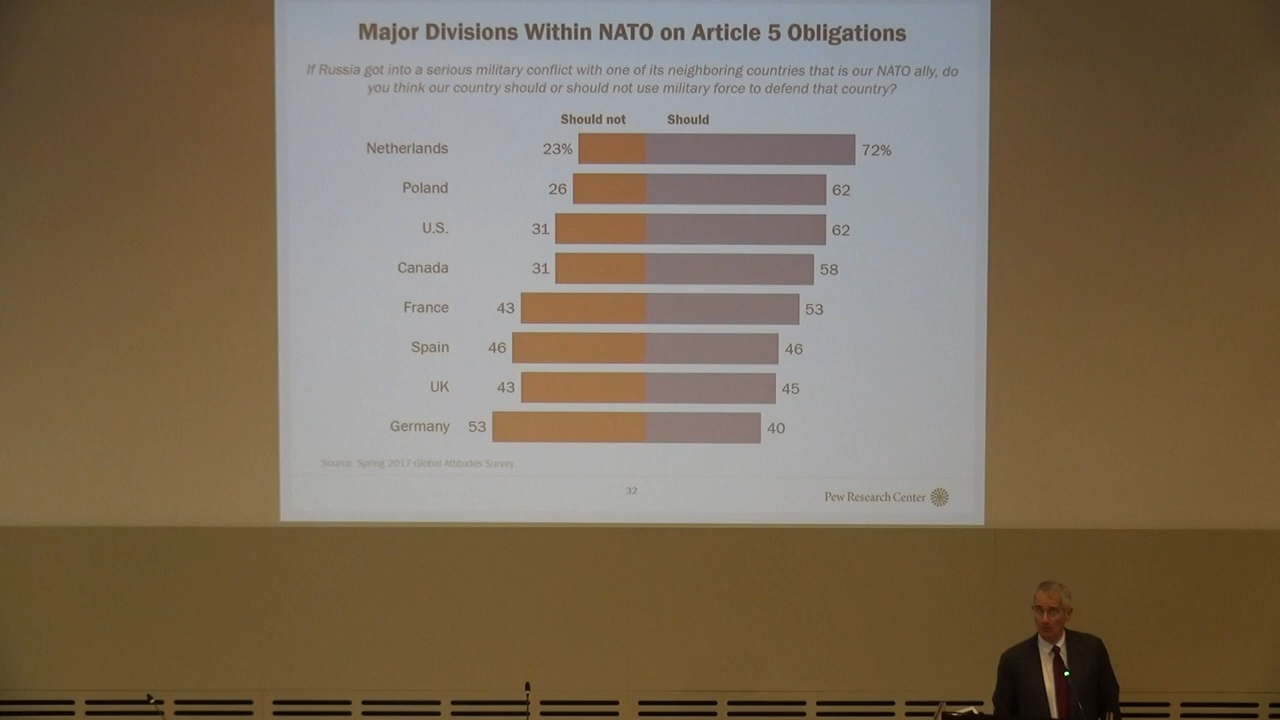 Major Divisions Within NATO on Article 5 Obligations
If Russia got into a serious military conflict with one of its neighboring countries that is our NATO ally, do
you think our country should or should not use military force to defend that country?
Should not Should
Netherlands 23% 72%
Poland 26 62
U.S. 31 62
Canada 31 58
France 43 53
Spain 46 46
UK 43 45
Germany 53 40
Source: Spring 2017 Global Attitudes Survey.
32
Pew Research Center